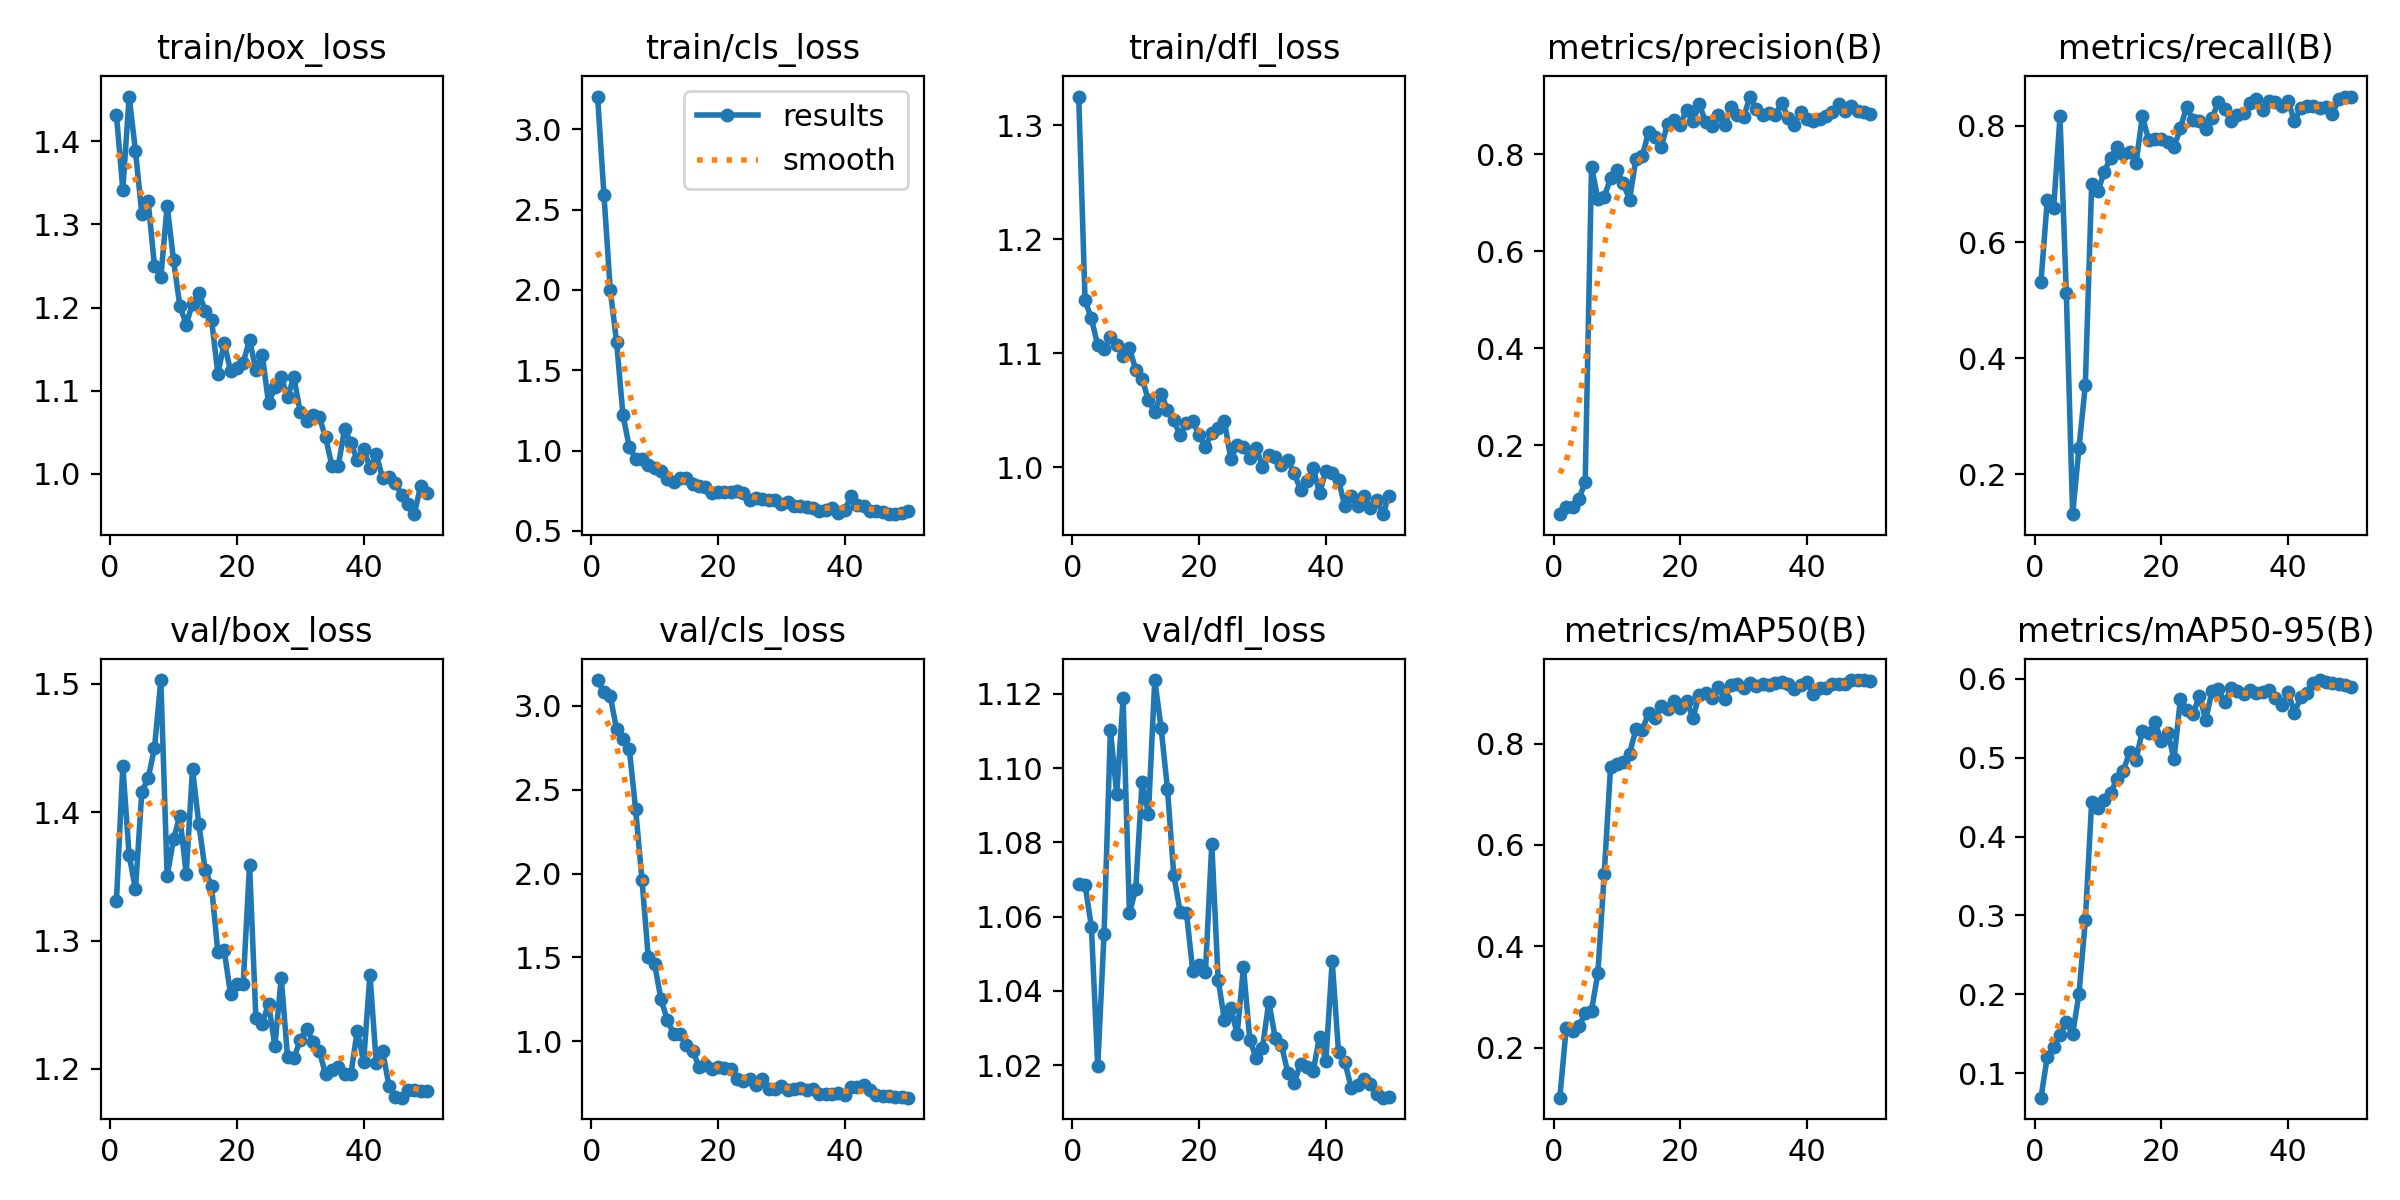 train/box_loss
1.4
1.3
1.2
1.1
1.0
0 20 40
train/cls_loss
results
smooth
3.0
2.5
2.0
1.5
1.0
0.5
0 20 40
train/dfl_loss
1.3
1.2
1.1
1.0
0 20 40
metrics/precision(B)
0.8
0.6
0.4
0.2
0 20 40
metrics/recall(B)
0.8
0.6
0.4
0.2
0 20 40
val/box_loss
1.5
1.4
1.3
1.2
0 20 40
val/cls_loss
3.0
2.5
2.0
1.5
1.0
0 20 40
val/dfl_loss
1.12
1.10
1.08
1.06
1.04
1.02
0 20 40
metrics/mAP50(B)
0.8
0.6
0.4
0.2
0 20 40
metrics/mAP50-95(B)
0.6
0.5
0.4
0.3
0.2
0.1
0 20 40